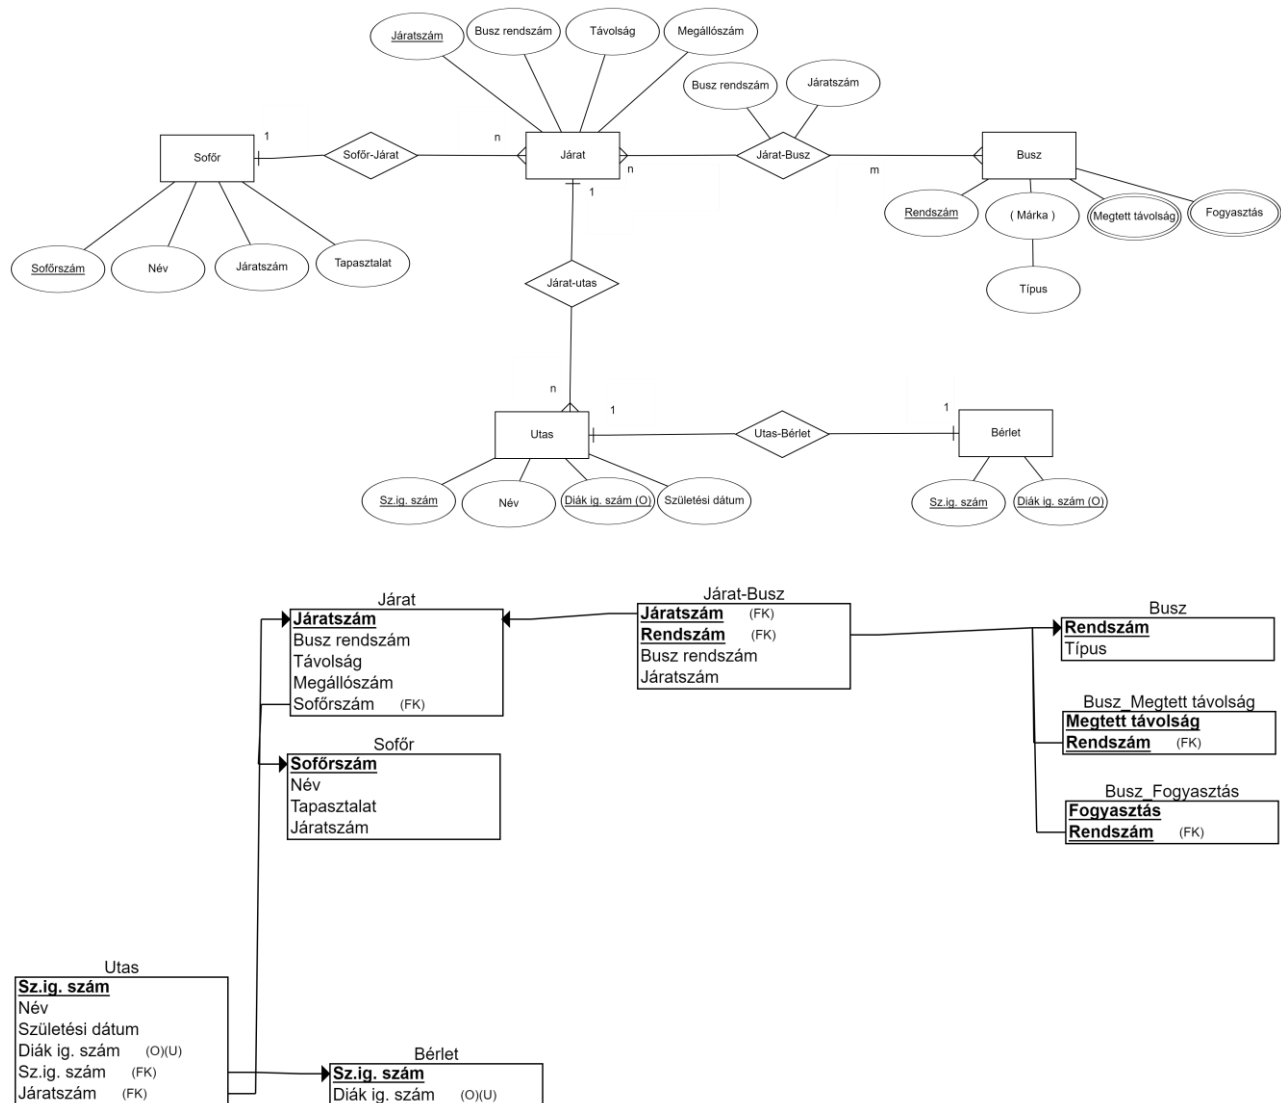 Járatszám
Busz rendszám
Távolság
Megállószám
Busz rendszám
Járatszám
1
n
Sofőr
Sofőr-Járat
Járat
Járat-Busz
Busz
n
m
1
Rendszám
( Márka )
Megtett távolság
Fogyasztás
Sofőrszám
Név
Járatszám
Tapasztalat
Járat-utas
Típus
n
1
1
Utas
Utas-Bérlet
Bérlet
Sz.ig. szám
Név
Diák ig. szám (O)
Születési dátum
Sz.ig. szám
Diák ig. szám (O)
Járat
Járatszám
Busz rendszám
Távolság
Megállószám
Sofőrszám (FK)
Járat-Busz
Járatszám (FK)
Rendszám (FK)
Busz rendszám
Járatszám
Busz
Rendszám
Típus
Busz_Megtett távolság
Megtett távolság
Rendszám (FK)
Sofőr
Sofőrszám
Név
Tapasztalat
Járatszám
Busz_Fogyasztás
Fogyasztás
Rendszám (FK)
Utas
Sz.ig. szám
Név
Születési dátum
Diák ig. szám (O)(U)
Sz.ig. szám (FK)
Járatszám (FK)
Bérlet
Sz.ig. szám
Diák ig. szám (O)(U)